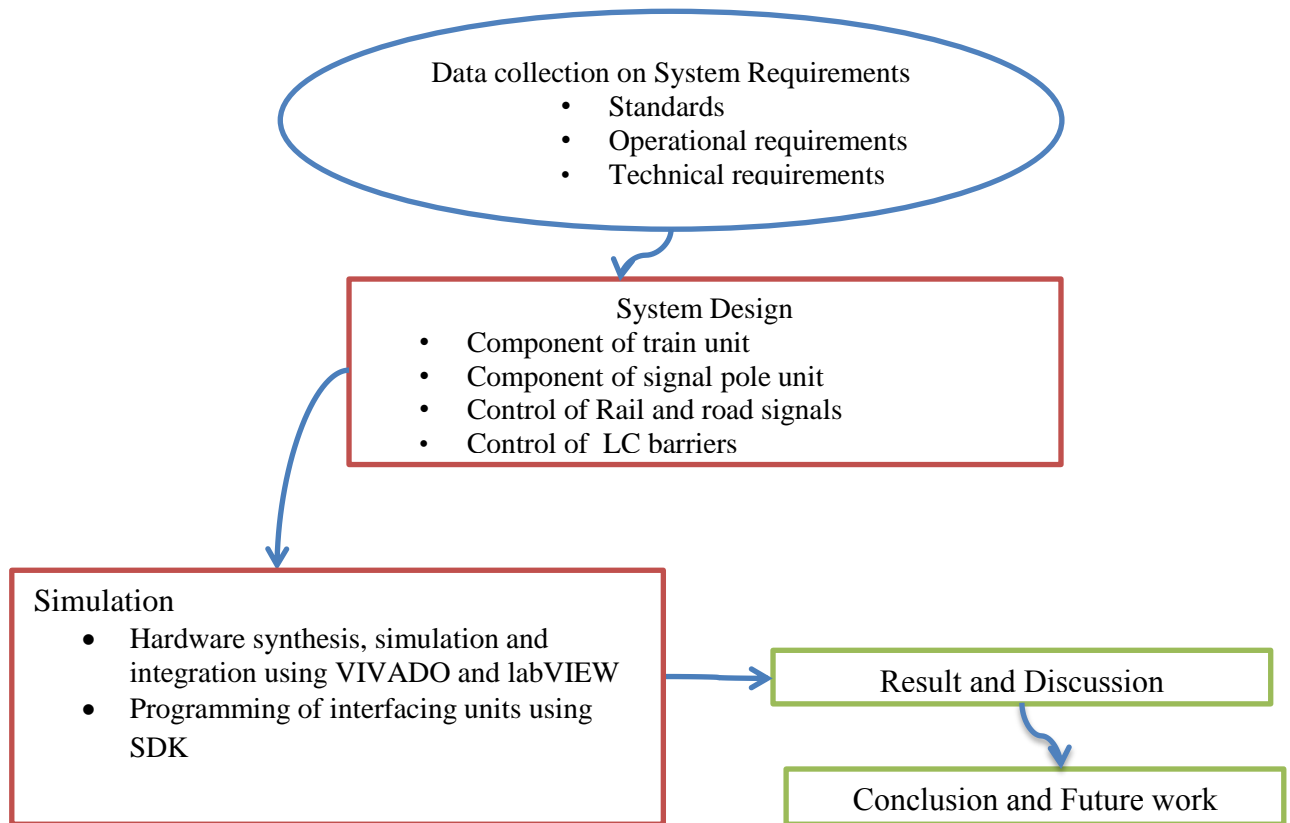 Data collection on System Requirements
• Standards
• Operational requirements
• Technical requirements
System Design
• Component of train unit
• Component of signal pole unit
• Control of Rail and road signals
• Control of LC barriers
Simulation
• Hardware synthesis, simulation and
integration using VIVADO and labVIEW
• Programming of interfacing units using
SDK
Result and Discussion
Conclusion and Future work